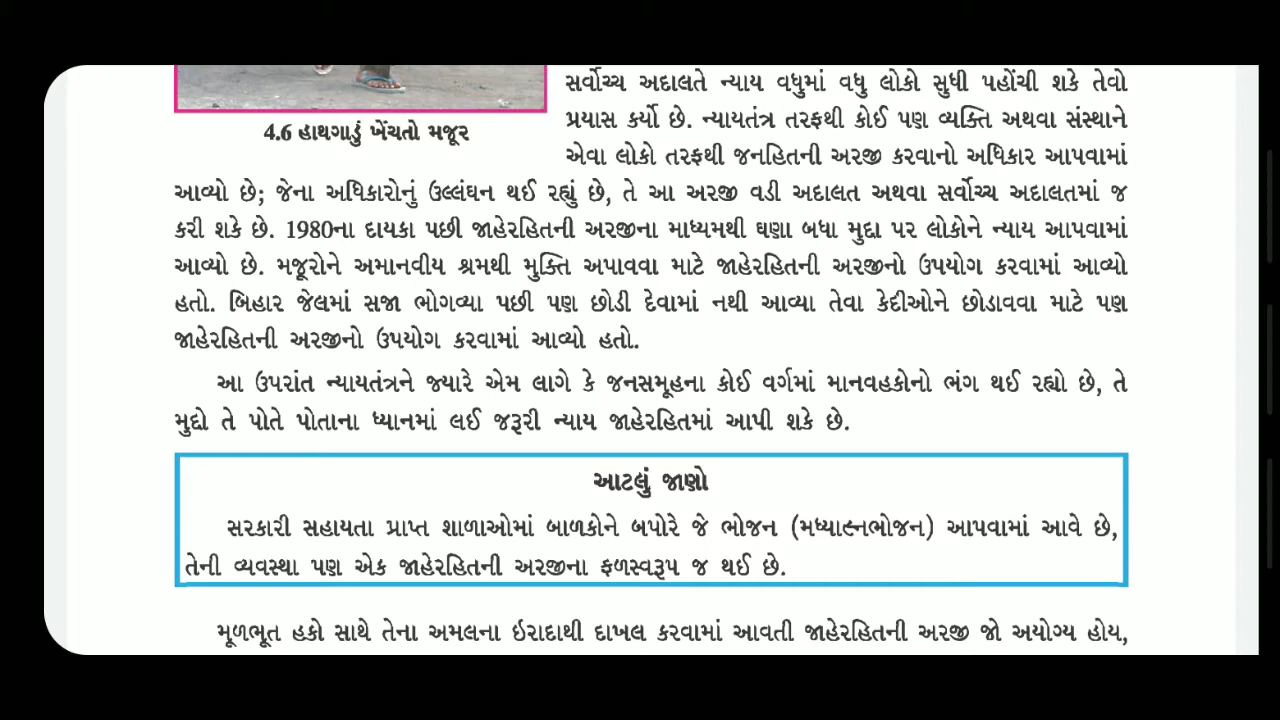 સર્વોચ્ચ અદાલતે ન્યાય વધુમાં વધુ લોકો સુધી પહોંચી શકે તેવો
4.6 હાથગાડું ખેંચતો મજૂર
પ્રયાસ કર્યો છે. ન્યાયતંત્ર તરફથી કોઈ પણ વ્યક્તિ અથવા સંસ્થાને
એવા લોકો તરફથી જનહિતની અરજી કરવાનો અધિકાર આપવામાં
આવ્યો છે; જેના અધિકારોનું ઉલ્લંઘન થઈ રહ્યું છે, તે આ અરજી વડી અદાલત અથવા સર્વોચ્ચ અદાલતમાં જ
કરી શકે છે. 1980ના દાયકા પછી જાહેરહિતની અરજીના માધ્યમથી ઘણા બધા મુદ્દા પર લોકોને ન્યાય આપવામાં
આવ્યો છે. મજૂરોને અમાનવીય શ્રમથી મુક્તિ અપાવવા માટે જાહેરહિતની અરજીનો ઉપયોગ કરવામાં આવ્યો
હતો. બિહાર જેલમાં સજા ભોગવ્યા પછી પણ છોડી દેવામાં નથી આવ્યા તેવા કેદીઓને છોડાવવા માટે પણ
જાહેરહિતની અરજીનો ઉપયોગ કરવામાં આવ્યો હતો.
આ ઉપરાંત ન્યાયતંત્રને જ્યારે એમ લાગે કે જનસમૂહના કોઈ વર્ગમાં માનવહકોનો ભંગ થઈ રહ્યો છે, તે
મુદ્દો તે પોતે પોતાના ધ્યાનમાં લઈ જરૂરી ન્યાય જાહેરહિતમાં આપી શકે છે.
આટલું જાણો
સરકારી સહાયતા પ્રાપ્ત શાળાઓમાં બાળકોને બપોરે જે ભોજન (મધ્યાહ્નભોજન) આપવામાં આવે છે,
તેની વ્યવસ્થા પણ એક જાહેરહિતની અરજીના ફળસ્વરૂપ જ થઈ છે.
મૂળભૂત હકો સાથે તેના અમલના ઇરાદાથી દાખલ કરવામાં આવતી જાહેરહિતની અરજી જો અયોગ્ય હોય,